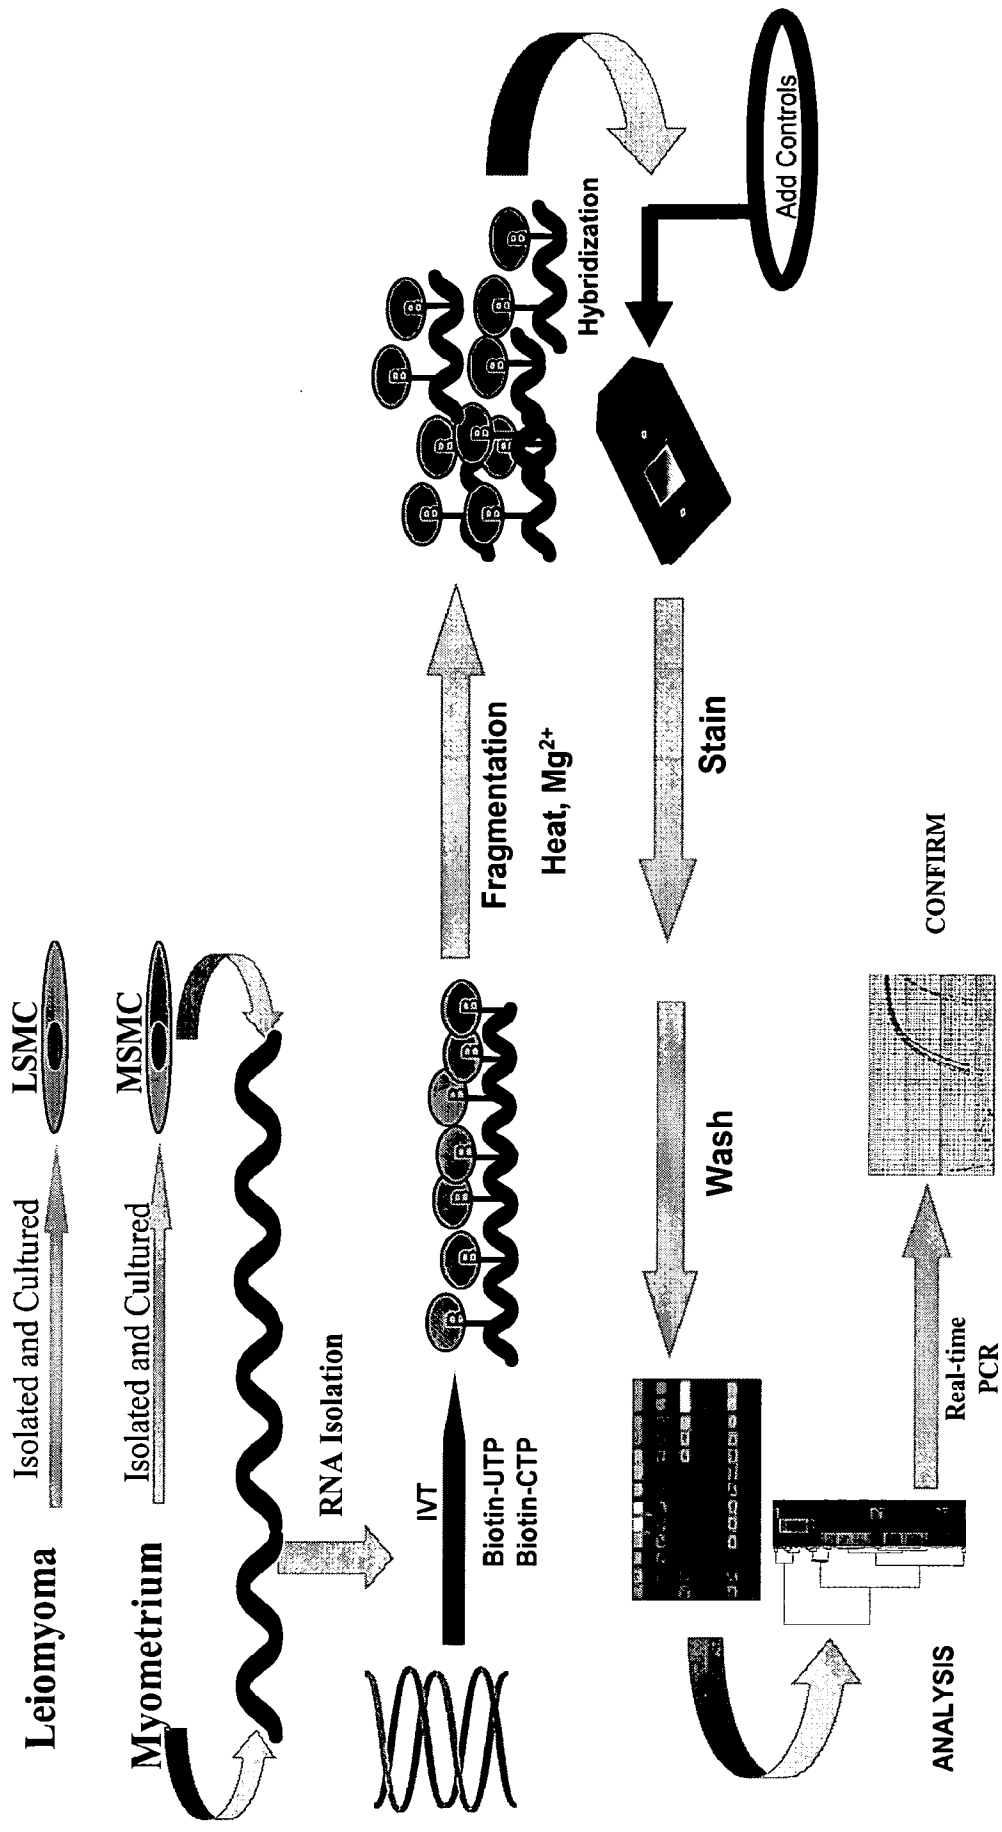 Leiomyoma
Isolated and Cultured
LSMC
Myometrium
Isolated and Cultured
MSMC
RNA Isolation
IVT
Biotin-UTP
Biotin-CTP
B B B B B B B
Fragmentation
Heat, Mg2+
B B B B B B B B B B
Hybridization
Add Controls
Stain
Wash
ANALYSIS
Real-time
PCR
CONFIRM